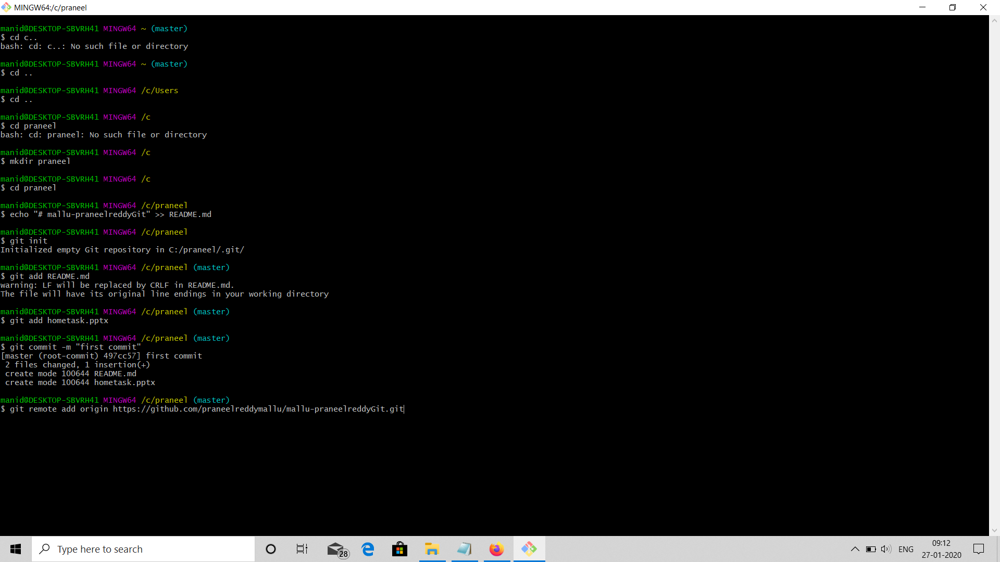 MINGW64:/c/praneel
manid@DESKTOP-SBVRH41 MINGW64 ~ (master)
$ cd c..
bash: cd: c..: No such file or directory
manid@DESKTOP-SBVRH41 MINGW64 ~ (master)
$ cd ..
manid@DESKTOP-SBVRH41 MINGW64 /c/Users
$ cd ..
manid@DESKTOP-SBVRH41 MINGW64 /c
$ cd praneel
bash: cd: praneel: No such file or directory
manid@DESKTOP-SBVRH41 MINGW64 /c
$ mkdir praneel
manid@DESKTOP-SBVRH41 MINGW64 /c
$ cd praneel
manid@DESKTOP-SBVRH41 MINGW64 /c/praneel
$ echo "# mallu-praneelreddyGit" >> README.md
manid@DESKTOP-SBVRH41 MINGW64 /c/praneel
$ git init
Initialized empty Git repository in C:/praneel/.git/
manid@DESKTOP-SBVRH41 MINGW64 /c/praneel (master)
$ git add README.md
warning: LF will be replaced by CRLF in README.md.
The file will have its original line endings in your working directory
manid@DESKTOP-SBVRH41 MINGW64 /c/praneel (master)
$ git add hometask.pptx
manid@DESKTOP-SBVRH41 MINGW64 /c/praneel (master)
$ git commit -m "first commit"
[master (root-commit) 497cc57] first commit
2 files changed, 1 insertion(+)
create mode 100644 README.md
create mode 100644 hometask.pptx
manid@DESKTOP-SBVRH41 MINGW64 /c/praneel (master)
$ git remote add origin https://github.com/praneelreddymallu/mallu-praneelreddyGit.git
Type here to search
28
ENG
09:12
27-01-2020